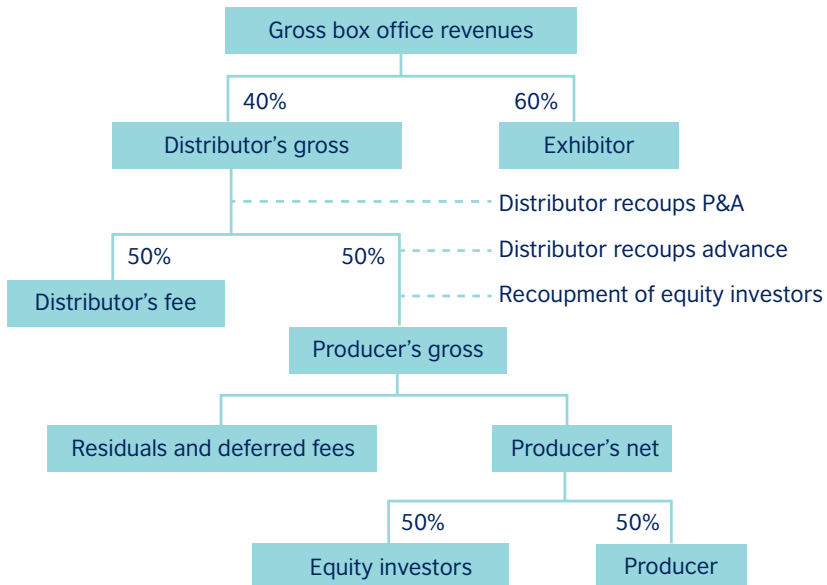 Gross box office revenues
40%
60%
Distributor’s gross
Exhibitor
Distributor recoups P&A
50%
50%
Distributor recoups advance
Distributor’s fee
Recoupment of equity investors
Producer’s gross
Residuals and deferred fees
Producer’s net
50%
50%
Equity investors
Producer